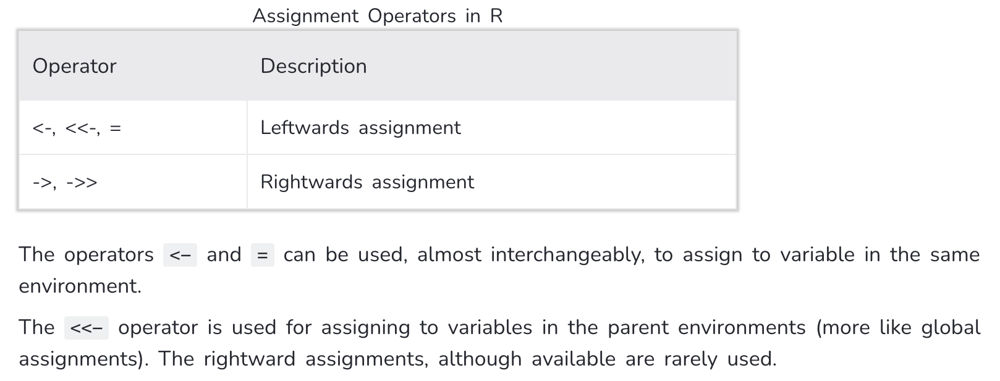 Assignment Operators in R
Operator Description
<-, <<-, = Leftwards assignment
->, ->> Rightwards assignment
The operators <− and = can be used, almost interchangeably, to assign to variable in the same
environment.
The <<− operator is used for assigning to variables in the parent environments (more like global
assignments). The rightward assignments, although available are rarely used.